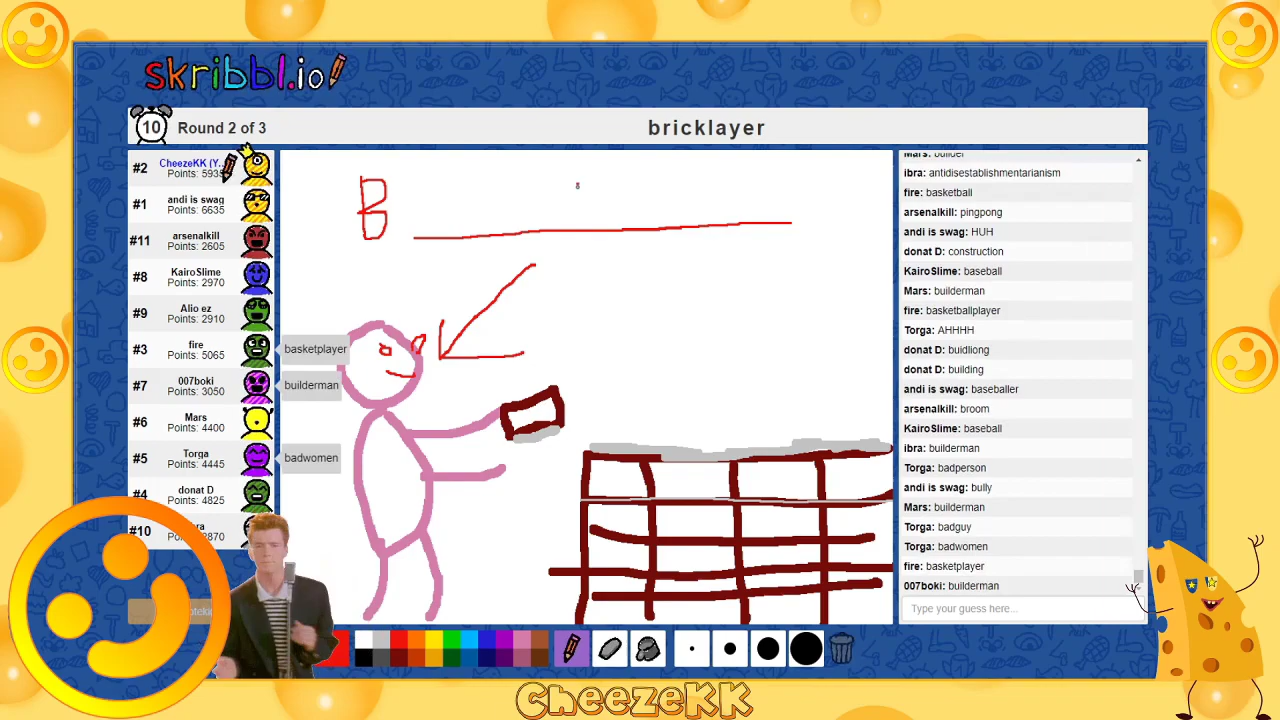 skribbl.io
10
Round 2 of 3
bricklayer
#2
CheezeKK (Y...
Points: 5935
#1
andi is swag
Points: 6635
#11
arsenalkill
Points: 2605
#8
KairoSlime
Points: 2970
#9
Alio ez
Points: 2910
#3
fire
Points: 5065
#7
007boki
Points: 3050
#6
Mars
Points: 4400
#5
Torga
Points: 4445
#4
donat D
Points: 4825
#10
B
basketplayer
builderman
badwomen
Mars: builder
ibra: antidisestablishmentarianism
fire: basketball
arsenalkill: pingpong
andi is swag: HUH
donat D: construction
KairoSlime: baseball
Mars: builderman
fire: basketballplayer
Torga: AHHHH
donat D: buidliong
donat D: building
andi is swag: baseballer
arsenalkill: broom
KairoSlime: baseball
ibra: builderman
Torga: badperson
andi is swag: bully
Mars: builderman
Torga: badguy
Torga: badwomen
fire: basketplayer
007boki: builderman
Type your guess here...
CheezeKK